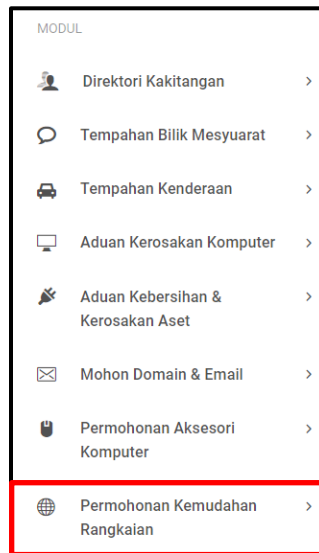 MODUL
Direktori Kakitangan
Tempahan Bilik Mesyuarat
Tempahan Kenderaan
Aduan Kerosakan Komputer
Aduan Kebersihan &
Kerosakan Aset
Mohon Domain & Email
Permohonan Aksesori
Komputer
Permohonan Kemudahan
Rangkaian